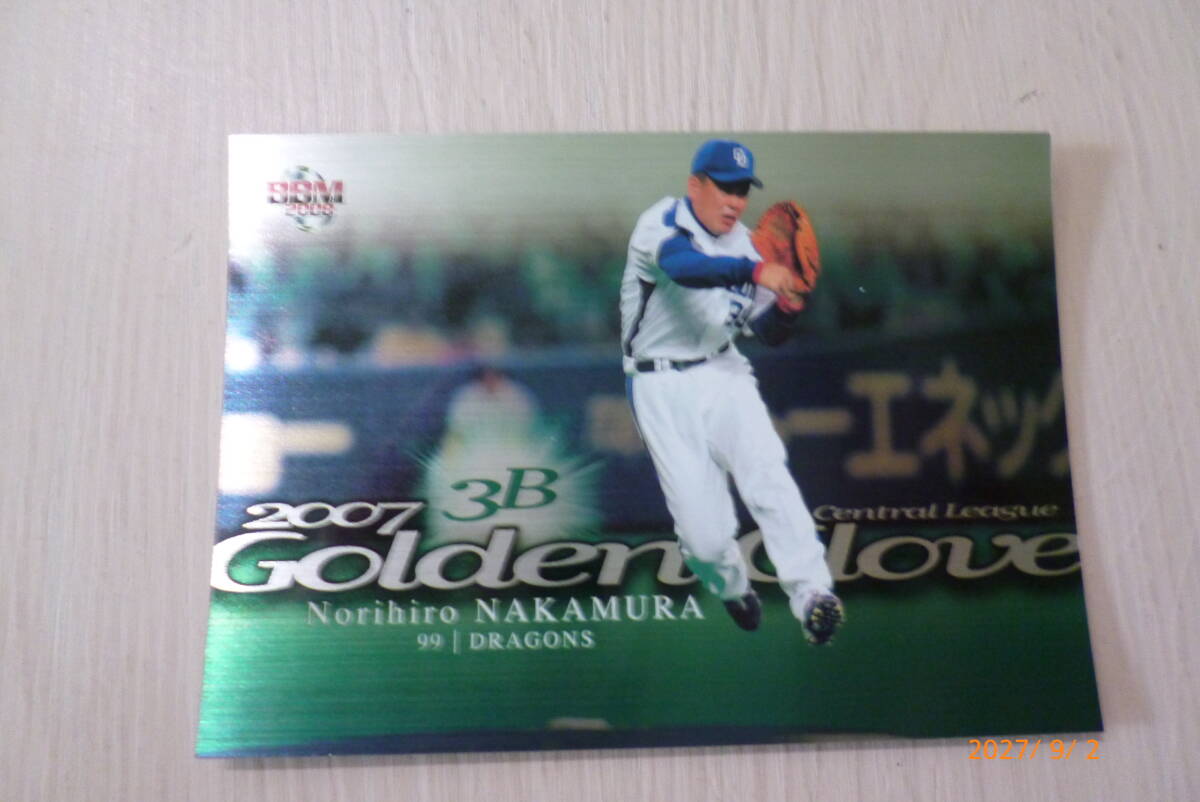 BBM
2008
エネッ
2007 3B
Central League
Golden Glove
Norihiro NAKAMURA
99 | DRAGONS
2027/ 9/ 2